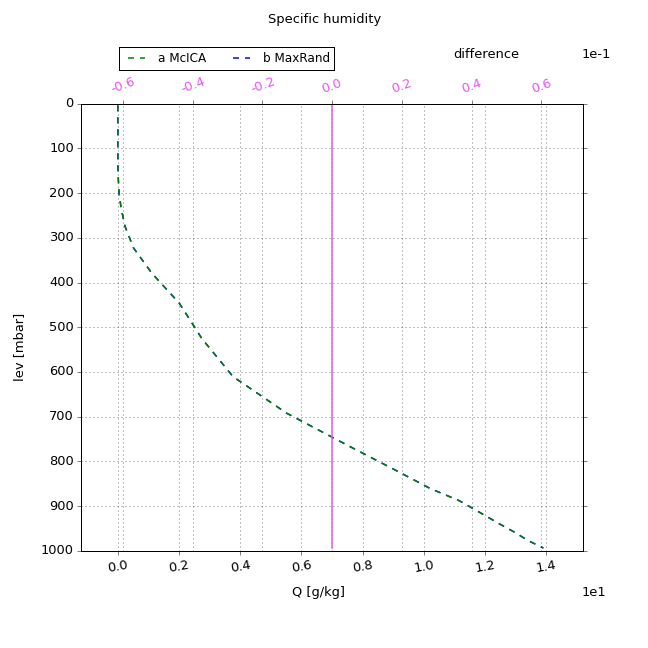 Specific humidity
a McICA b MaxRand
difference 1e-1
-0.6 -0.4 -0.2 0.0 0.2 0.4 0.6
0
100
200
300
400
500
600
700
800
900
1000
lev [mbar]
0.0 0.2 0.4 0.6 0.8 1.0 1.2 1.4
Q [g/kg] 1e1